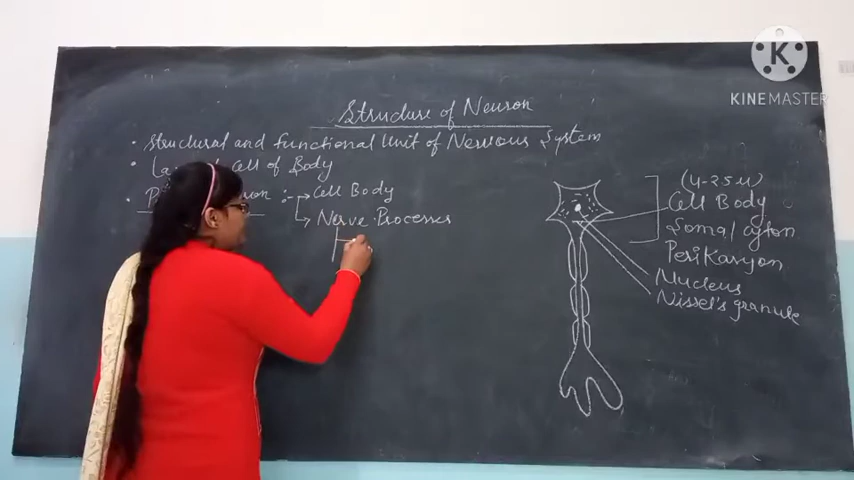 Structure of Neuron
• Structural and functional Unit of Nervous System
• Cell of Body
• :- → Cell Body
→ Nerve Processes
(4-25μ)
Cell Body
Soma/cyton
Perikaryon
Nucleus
Nissel's granule
K
KINEMASTER